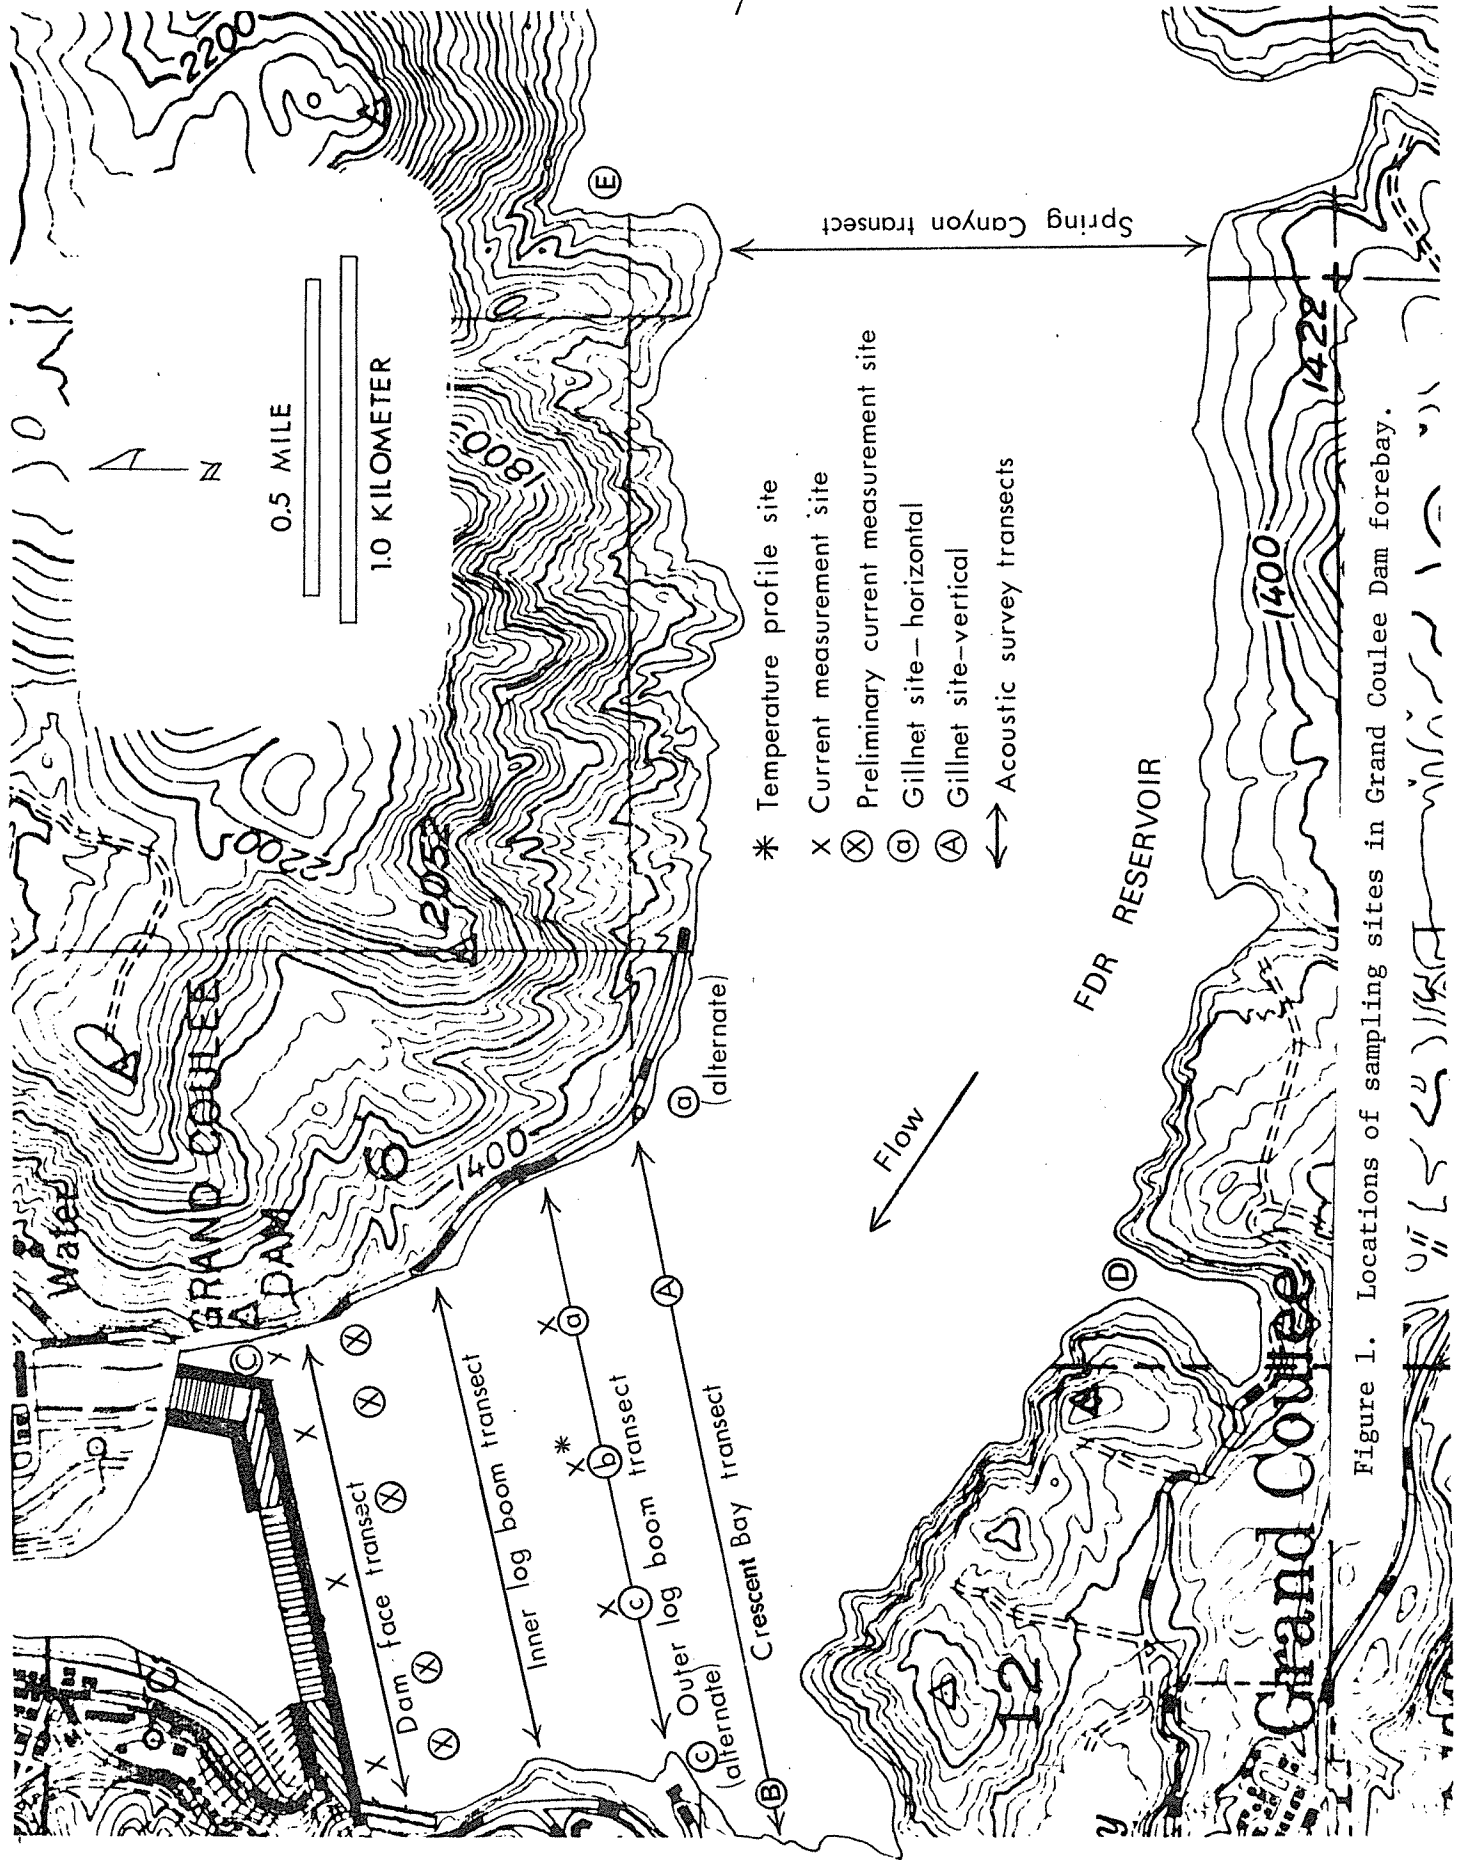 2200
Water
GRAND COULEE
DAM
2200
2051
6
1400
1800
N
0.5 MILE
1.0 KILOMETER
E
C
X
X
X
X
X
X
X
X
X
Dam face transect
Inner log boom transect
X
a
X
*
b
X
c
Outer log boom transect
A
Crescent Bay transect
B
a
(alternate)
c
(alternate)
* Temperature profile site
X Current measurement site
X Preliminary current measurement site
a Gillnet site—horizontal
A Gillnet site—vertical
↔ Acoustic survey transects
Spring Canyon transect
Flow
FDR RESERVOIR
D
12
1400
1422
Grand Coulee
y
Figure 1. Locations of sampling sites in Grand Coulee Dam forebay.